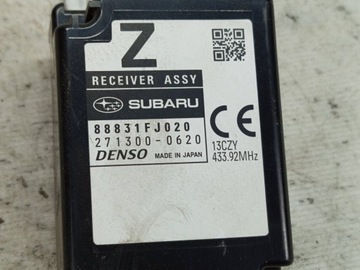 Z
RECEIVER ASSY
SUBARU
88831FJ020
271300-0620
DENSO MADE IN JAPAN
CE
13CZY
433.92MHz